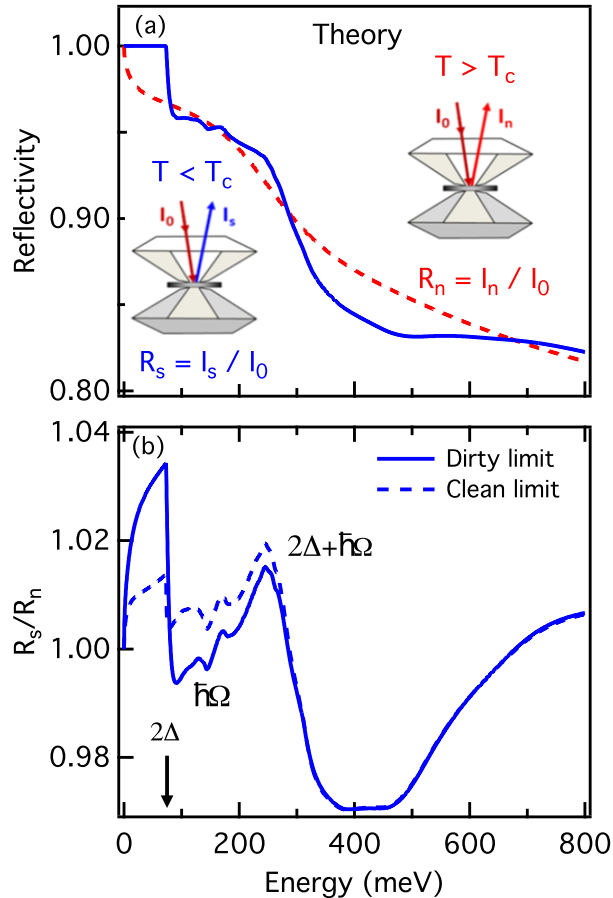 (a)
Theory
1.00
T > Tc
I0
In
T < Tc
I0
Is
0.90
Reflectivity
Rn = In / I0
Rs = Is / I0
0.80
1.04
(b)
Dirty limit
Clean limit
1.02
2Δ+ħΩ
Rs/Rn
1.00
ħΩ
2Δ
0.98
0
200
400
600
800
Energy (meV)